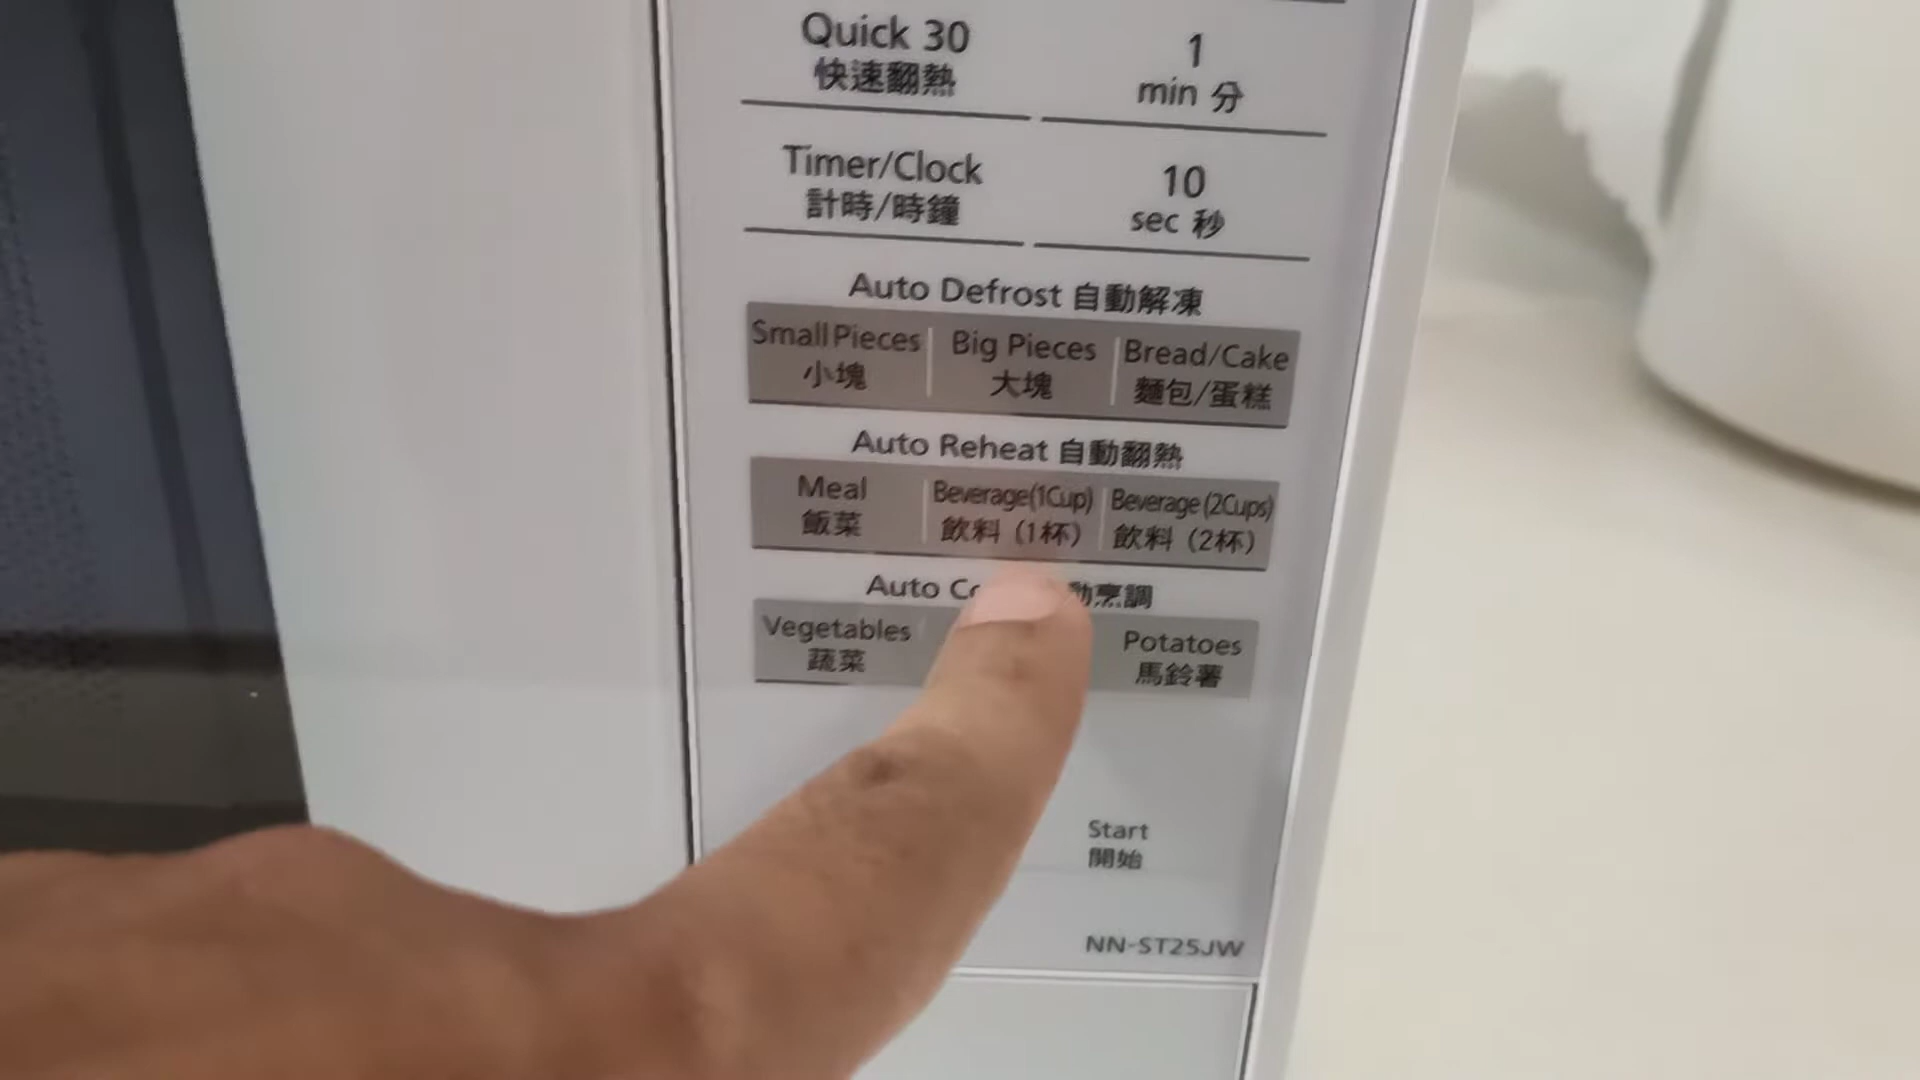 Quick 30
快速翻熱
1
min 分
Timer/Clock
計時/時鐘
10
sec 秒
Auto Defrost 自動解凍
Small Pieces
小塊
Big Pieces
大塊
Bread/Cake
麵包/蛋糕
Auto Reheat 自動翻熱
Meal
飯菜
Beverage(1Cup)
飲料（1杯）
Beverage (2Cups)
飲料（2杯）
Auto 動烹調
Vegetables
蔬菜
Potatoes
馬鈴薯
Start
開始
NN-ST25JW